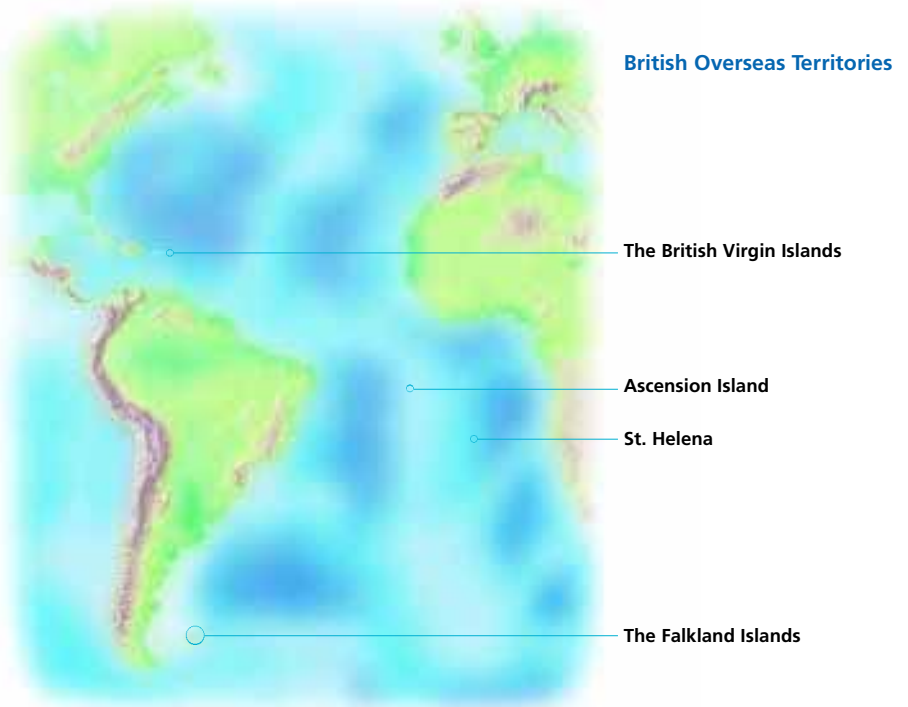 British Overseas Territories
The British Virgin Islands
Ascension Island
St. Helena
The Falkland Islands